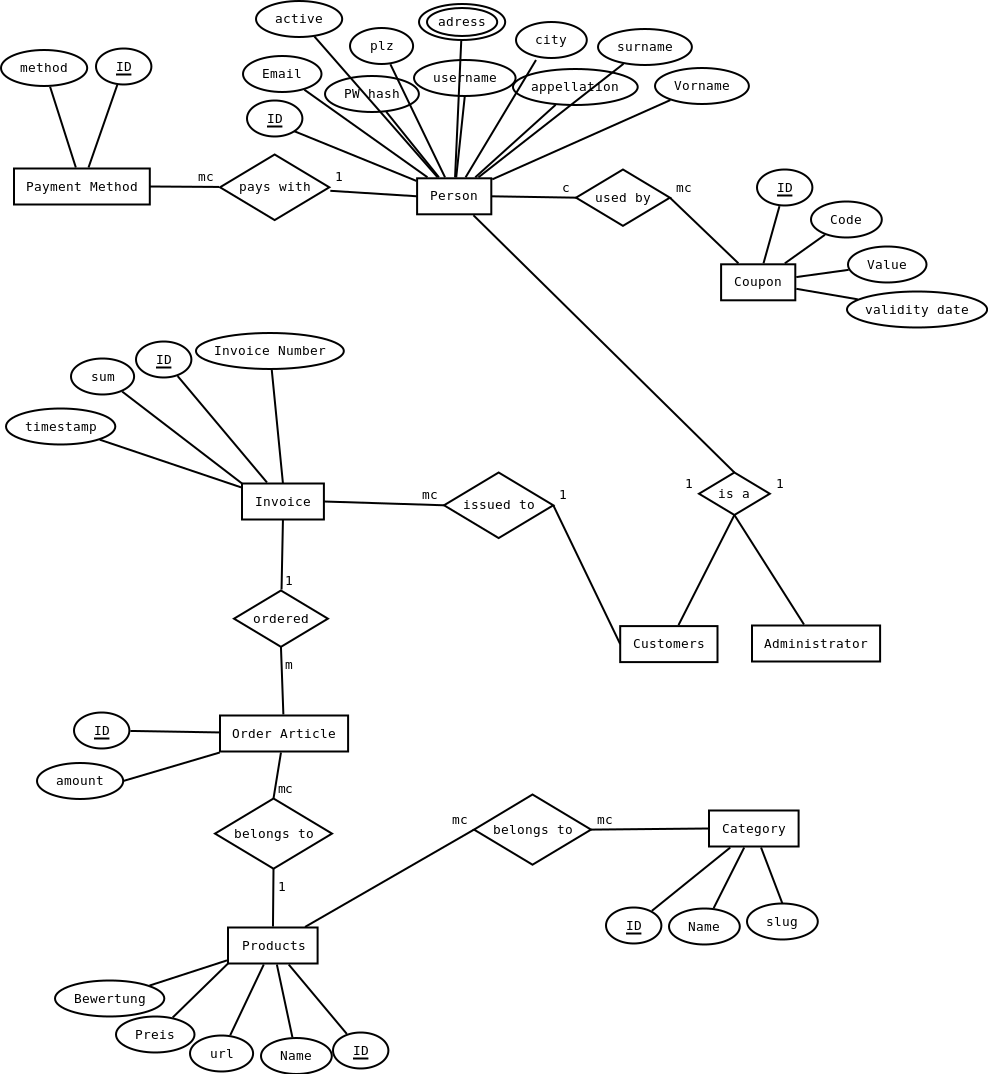 active
adress
plz
city
surname
method
ID
Email
PW hash
username
appellation
Vorname
ID
Payment Method
mc
pays with
1
Person
c
used by
mc
ID
Code
Value
validity date
Coupon
Invoice Number
ID
sum
timestamp
Invoice
mc
issued to
1
1
is a
1
1
ordered
m
Customers
Administrator
ID
Order Article
amount
mc
belongs to
1
mc
belongs to
mc
Category
ID
Name
slug
Products
Bewertung
Preis
url
Name
ID